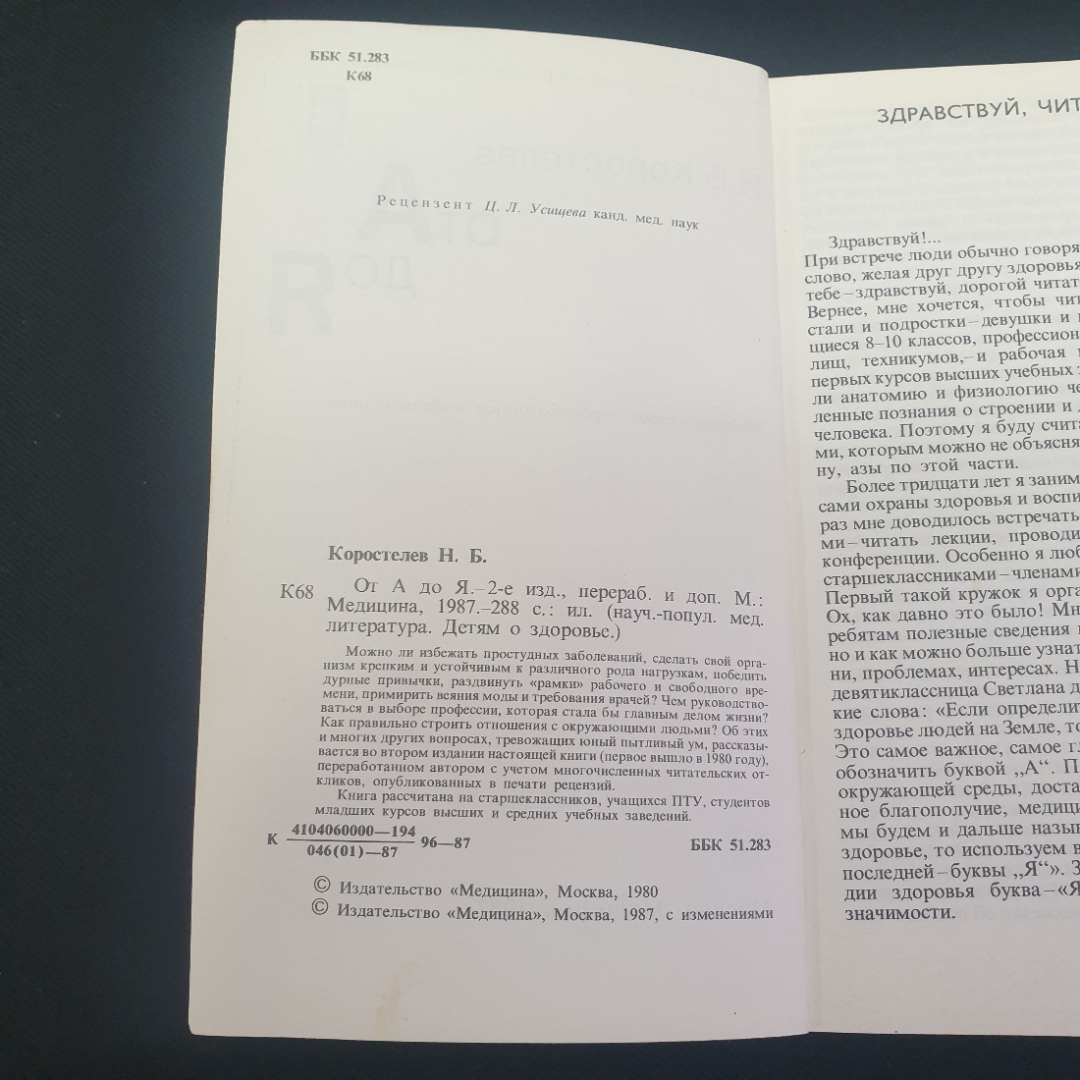 ББК 51.283
К68
Рецензент Ц. Л. Усищева канд. мед. наук
Коростелев Н. Б.
К68 От А до Я.–2-е изд., перераб. и доп. М.:
Медицина, 1987.–288 с.: ил. (науч.-попул. мед.
литература. Детям о здоровье.)
Можно ли избежать простудных заболеваний, сделать свой орга-
низм крепким и устойчивым к различного рода нагрузкам, победить
дурные привычки, раздвинуть «рамки» рабочего и свободного вре-
мени, примирить веяния моды и требования врачей? Чем руководство-
ваться в выборе профессии, которая стала бы главным делом жизни?
Как правильно строить отношения с окружающими людьми? Об этих
и многих других вопросах, тревожащих юный пытливый ум, рассказы-
вается во втором издании настоящей книги (первое вышло в 1980 году),
переработанном автором с учетом многочисленных читательских от-
кликов, опубликованных в печати рецензий.
Книга рассчитана на старшеклассников, учащихся ПТУ, студентов
младших курсов высших и средних учебных заведений.
К 4104060000—194
046(01)—87 96—87 ББК 51.283
© Издательство «Медицина», Москва, 1980
© Издательство «Медицина», Москва, 1987, с изменениями
ЗДРАВСТВУЙ, ЧИТ
Здравствуй!...
При встрече люди обычно говоря
слово, желая друг другу здоровья
тебе–здравствуй, дорогой читат
Вернее, мне хочется, чтобы чит
стали и подростки–девушки и
щиеся 8–10 классов, профессион
лищ, техникумов,–и рабочая
первых курсов высших учебных з
ли анатомию и физиологию че
ленные познания о строении и
человека. Поэтому я буду счита
ми, которым можно не объясня
ну, азы по этой части.
Более тридцати лет я заним
сами охраны здоровья и воспи
раз мне доводилось встречать
ми–читать лекции, проводи
конференции. Особенно я люб
старшеклассниками–членами
Первый такой кружок я орга
Ох, как давно это было! Мн
ребятам полезные сведения
но и как можно больше узнат
ни, проблемах, интересах. Н
девятиклассница Светлана д
кие слова: «Если определит
здоровье людей на Земле, то
Это самое важное, самое гл
обозначить буквой „А“. П
окружающей среды, доста
ное благополучие, медици
мы будем и дальше назы
здоровье, то используем в
последней–буквы „Я“». З
дии здоровья буква–«Я
значимости.